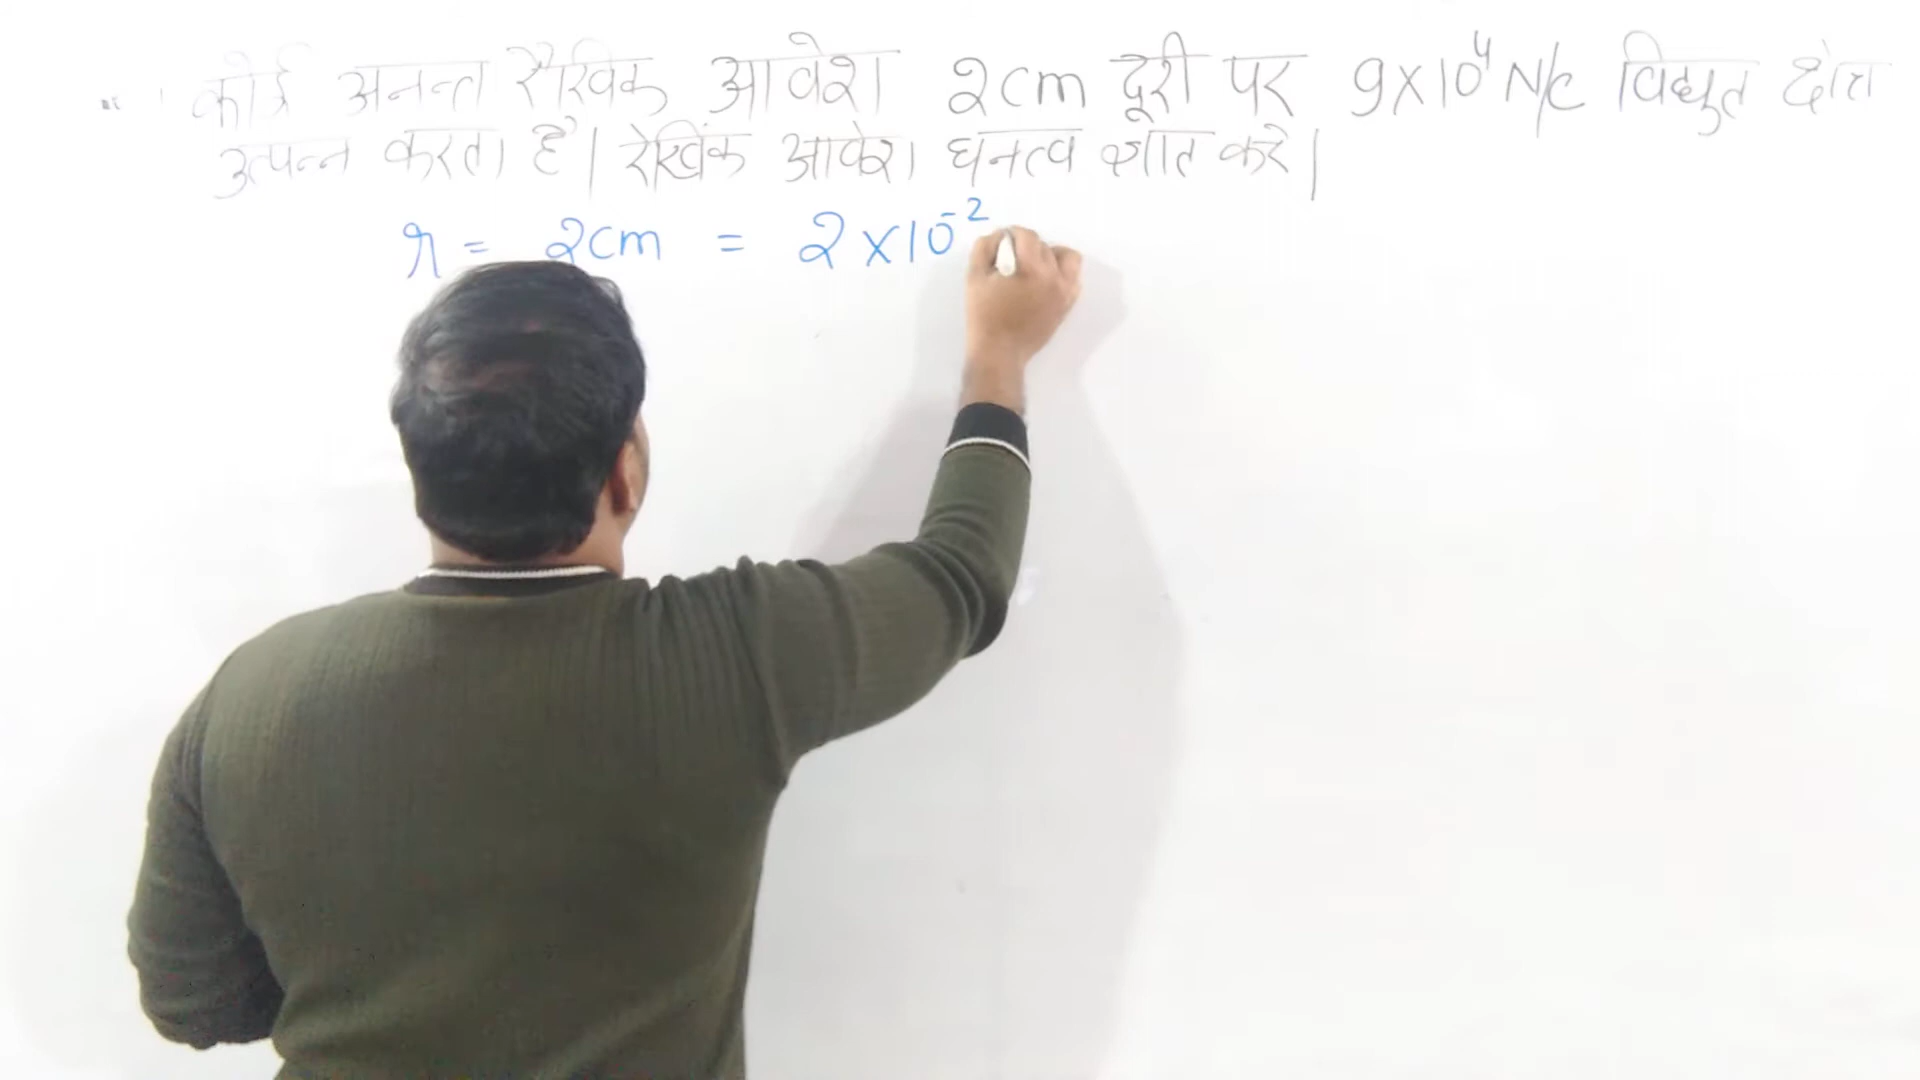 कोई अनन्त रैखिक आवेश 2cm दूरी पर 9×10⁴ N/C विद्युत क्षेत्र
उत्पन्न करता है। रैखिक आवेश घनत्व ज्ञात करे।
r = 2cm = 2×10⁻²